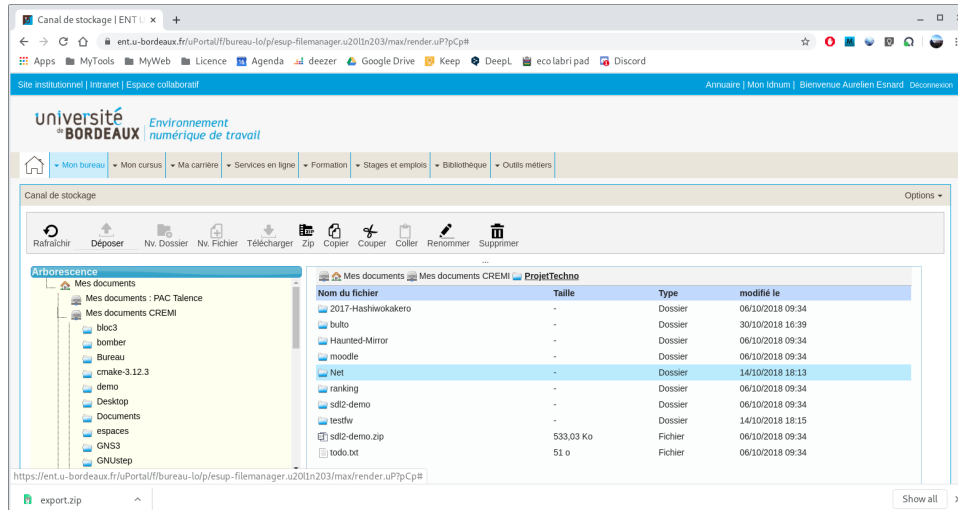 Canal de stockage | ENT U
ent.u-bordeaux.fr/uPortal/f/bureau-lo/p/esup-filemanager.u20l1n203/max/render.uP?pCp#
Apps MyTools MyWeb Licence Agenda deezer Google Drive Keep DeepL eco labri pad Discord
Site institutionnel | Intranet | Espace collaboratif Annuaire | Mon Idnum | Bienvenue Aurelien Esnard Déconnexion
université
de BORDEAUX
Environnement
numérique de travail
Mon bureau Mon cursus Ma carrière Services en ligne Formation Stages et emplois Bibliothèque Outils métiers
Canal de stockage Options
Rafraîchir Déposer Nv. Dossier Nv. Fichier Télécharger Zip Copier Couper Coller Renommer Supprimer
...
Arborescence
Mes documents
Mes documents : PAC Talence
Mes documents CREMI
bloc3
bomber
Bureau
cmake-3.12.3
demo
Desktop
Documents
espaces
GNS3
GNUstep
Mes documents Mes documents CREMI ProjetTechno
Nom du fichier Taille Type modifié le
2017-Hashiwokakero - Dossier 06/10/2018 09:34
bulto - Dossier 30/10/2018 16:39
Haunted-Mirror - Dossier 06/10/2018 09:34
moodle - Dossier 06/10/2018 09:34
Net - Dossier 14/10/2018 18:13
ranking - Dossier 06/10/2018 09:34
sdl2-demo - Dossier 06/10/2018 09:34
testfw - Dossier 14/10/2018 18:15
sdl2-demo.zip 533,03 Ko Fichier 06/10/2018 09:34
todo.txt 51 o Fichier 06/10/2018 09:34
https://ent.u-bordeaux.fr/uPortal/f/bureau-lo/p/esup-filemanager.u20l1n203/max/render.uP?pCp#
export.zip Show all